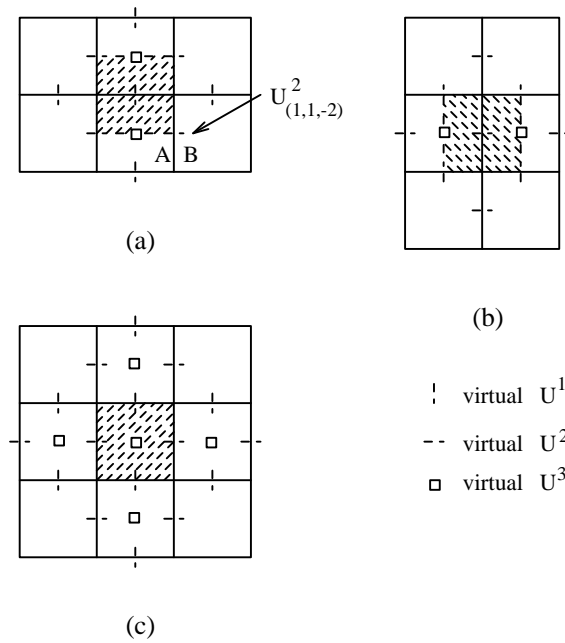 U²₍₁,₁,₋₂₎
A B
(a)
(b)
(c)
virtual U¹
virtual U²
virtual U³